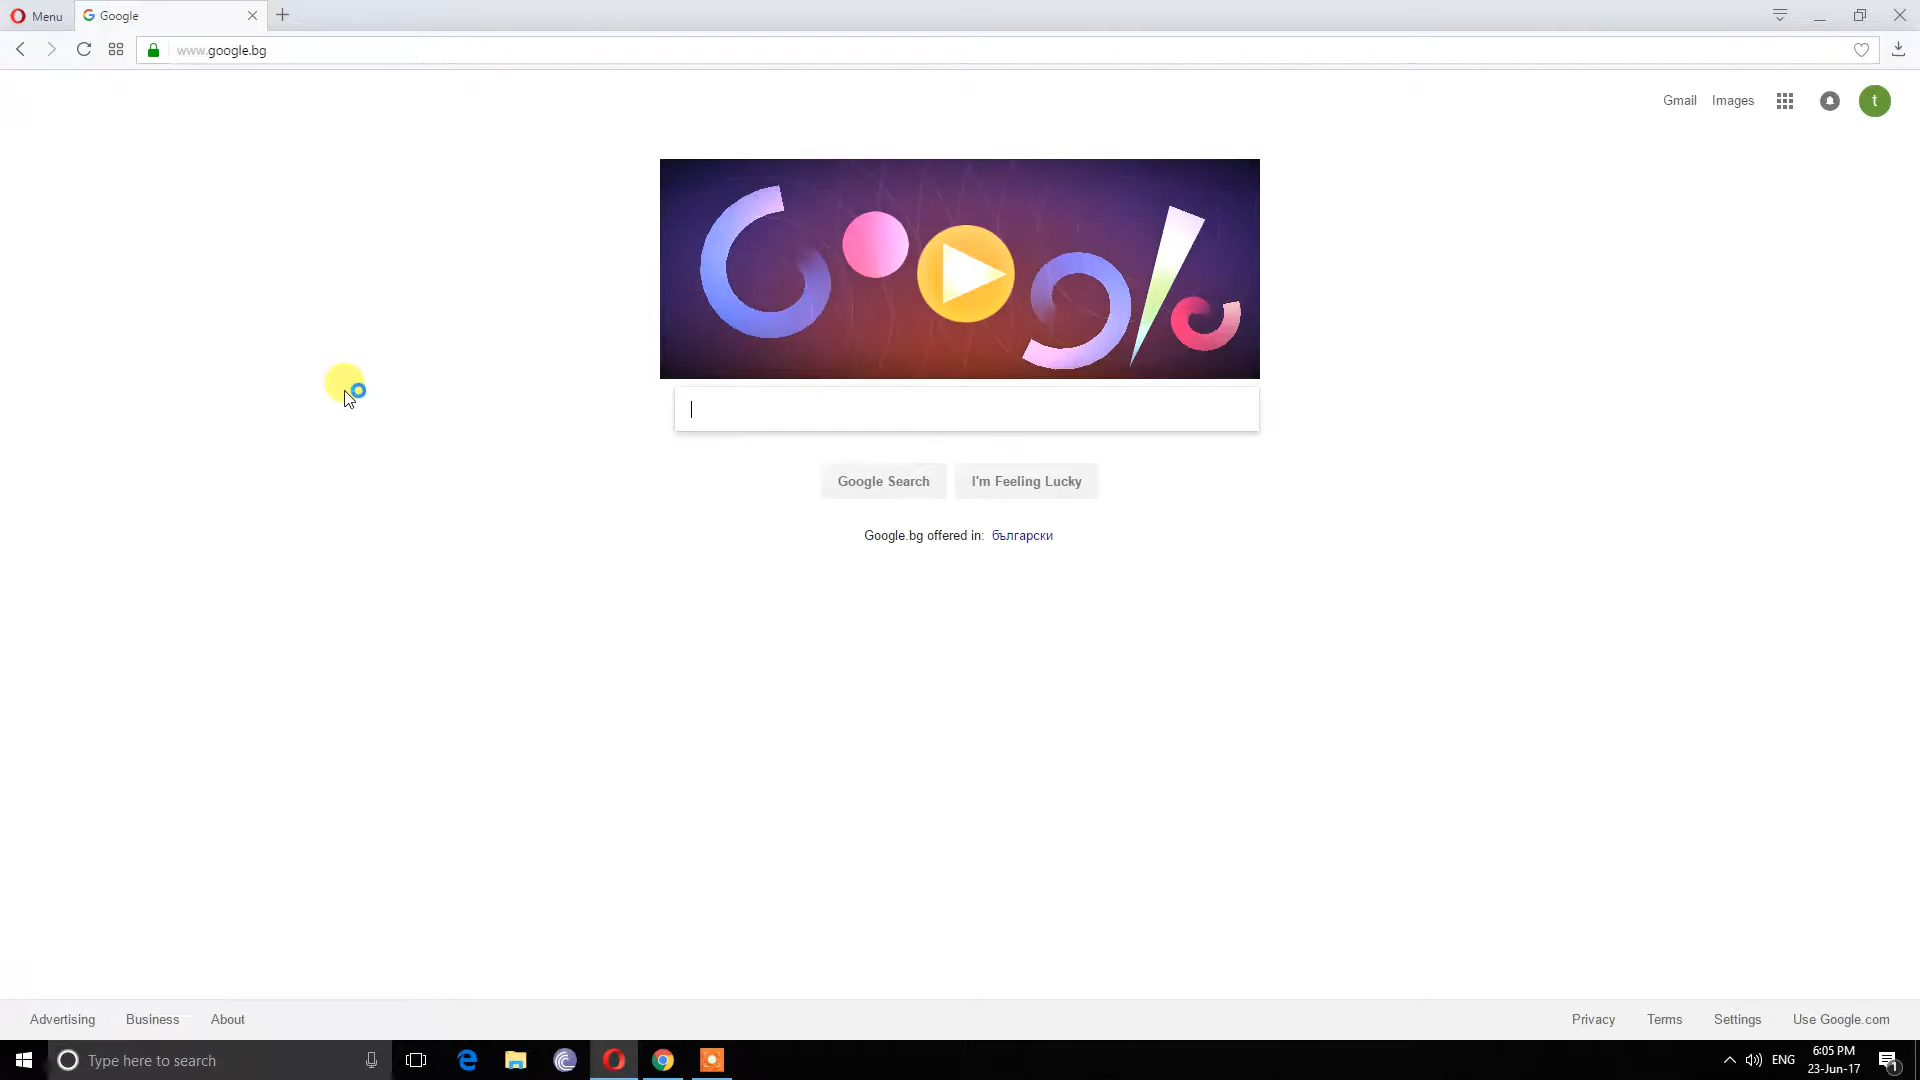 Menu
Google
www.google.bg
Gmail
Images
t
Google Search
I'm Feeling Lucky
Google.bg offered in: български
Advertising
Business
About
Privacy
Terms
Settings
Use Google.com
Type here to search
ENG
6:05 PM
23-Jun-17
1